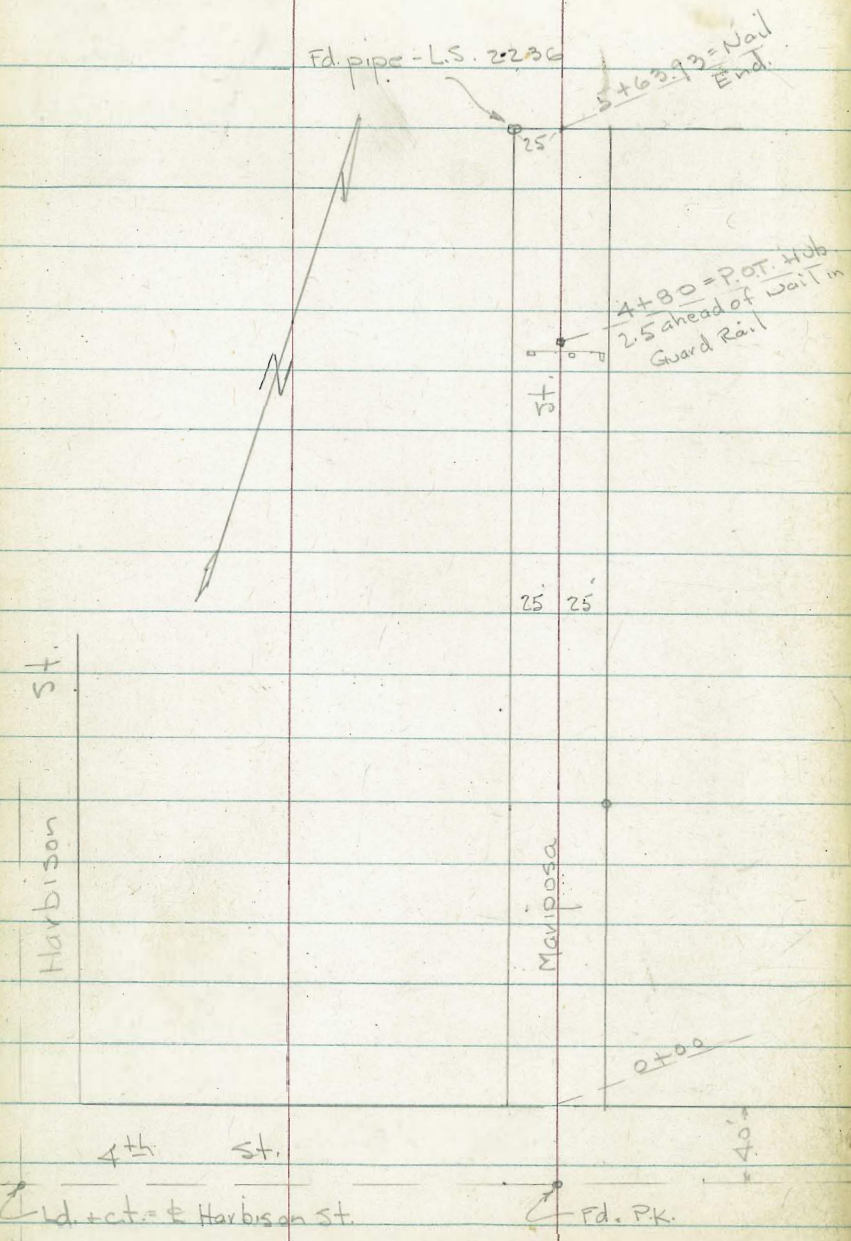 Fd. pipe - L.S. 2236
5+63.93 = Nail
End.
25
N
4+80 = P.O.T. Hub
2.5 ahead of nail in
Guard Rail
St.
25' 25'
St.
Harbison
Mariposa
0+00
40'
4th St.
Ld. + c.t. = ℄ Harbison St.
Fd. P.K.